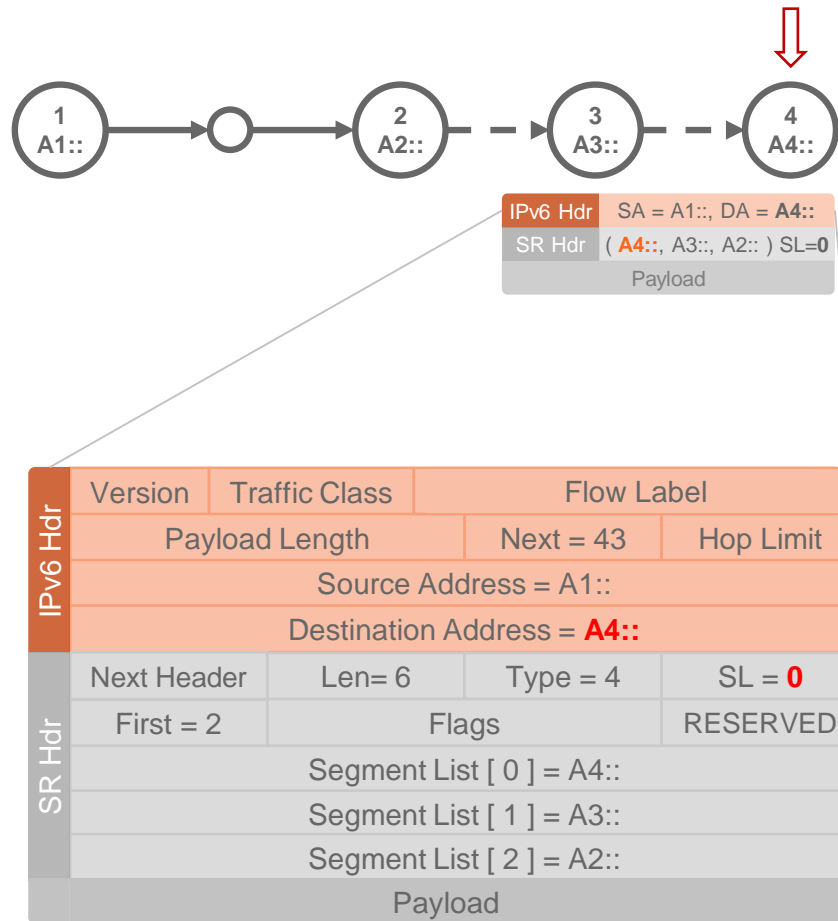 1 2 3 4
A1:: A2:: A3:: A4::
IPv6 Hdr SA = A1::, DA = A4::
SR Hdr ( A4::, A3::, A2:: ) SL=0
Payload
IPv6 Hdr
Version Traffic Class Flow Label
Payload Length Next = 43 Hop Limit
Source Address = A1::
Destination Address = A4::
SR Hdr
Next Header Len= 6 Type = 4 SL = 0
First = 2 Flags RESERVED
Segment List [ 0 ] = A4::
Segment List [ 1 ] = A3::
Segment List [ 2 ] = A2::
Payload